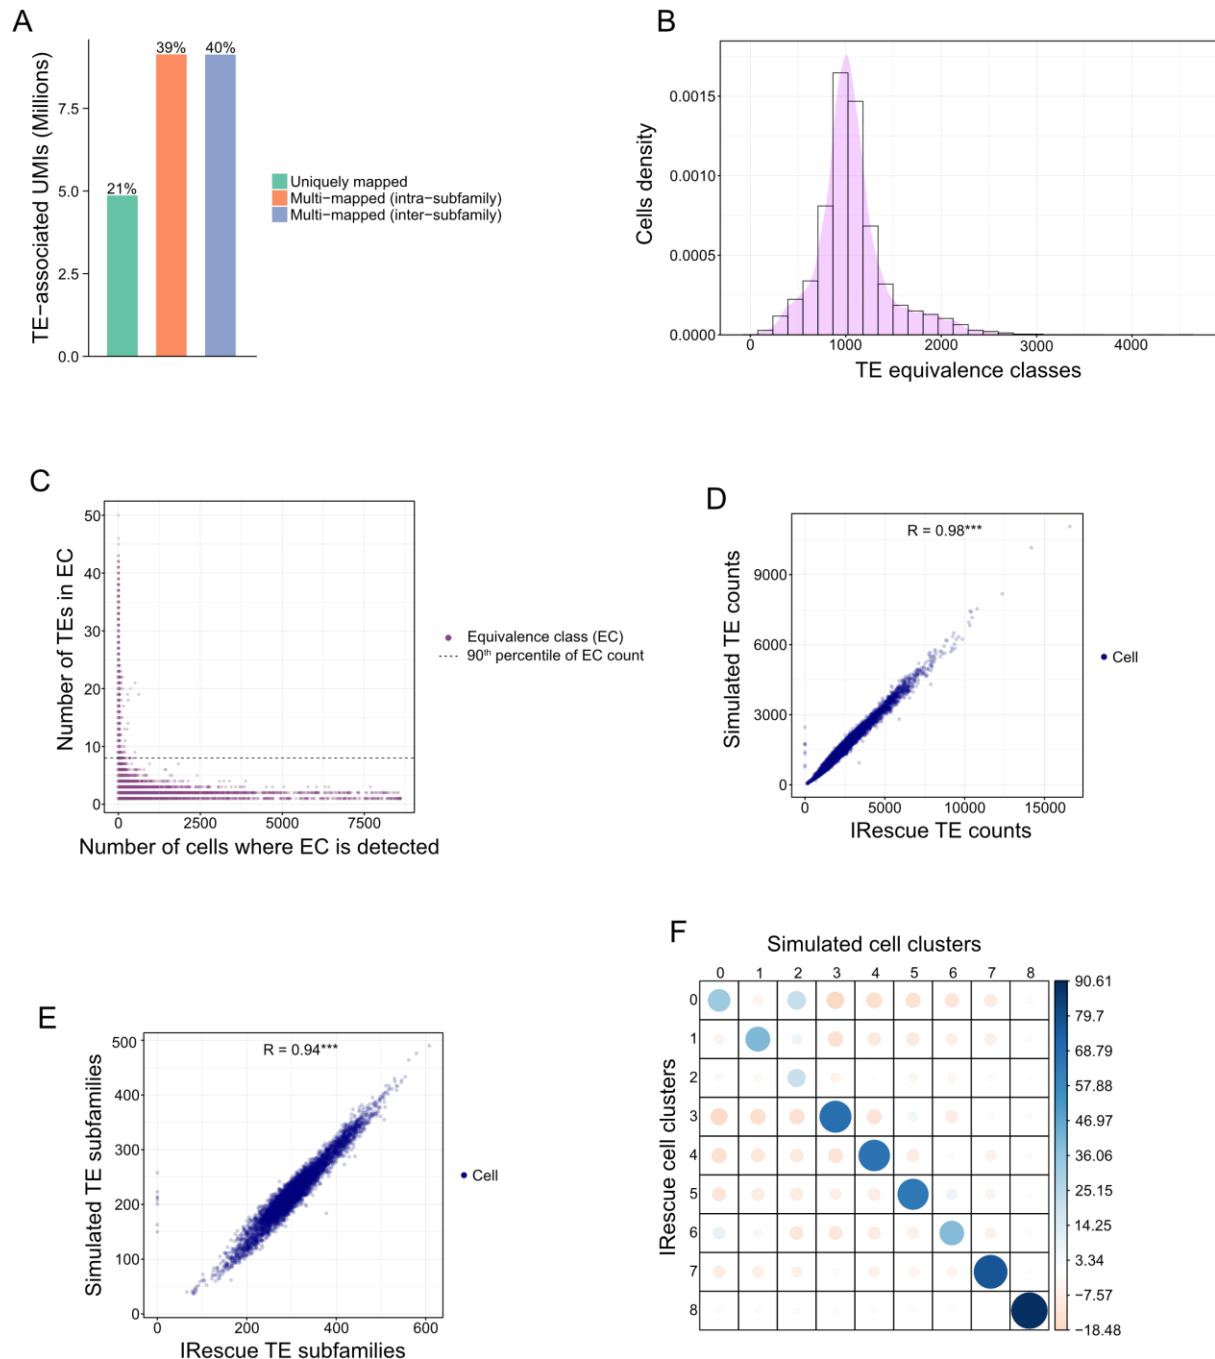 A
TE−associated UMIs (Millions)
7.5
5.0
2.5
0.0
21%
39%
40%
Uniquely mapped
Multi−mapped (intra−subfamily)
Multi−mapped (inter−subfamily)
B
Cells density
0.0015
0.0010
0.0005
0.0000
0 1000 2000 3000 4000
TE equivalence classes
C
Number of TEs in EC
50
40
30
20
10
0
0 2500 5000 7500
Number of cells where EC is detected
Equivalence class (EC)
90th percentile of EC count
D
Simulated TE counts
R = 0.98***
9000
6000
3000
0
0 5000 10000 15000
IRescue TE counts
Cell
E
Simulated TE subfamilies
R = 0.94***
500
400
300
200
100
0
0 200 400 600
IRescue TE subfamilies
Cell
F
Simulated cell clusters
0 1 2 3 4 5 6 7 8
IRescue cell clusters
0
1
2
3
4
5
6
7
8
90.61
79.7
68.79
57.88
46.97
36.06
25.15
14.25
3.34
−7.57
−18.48